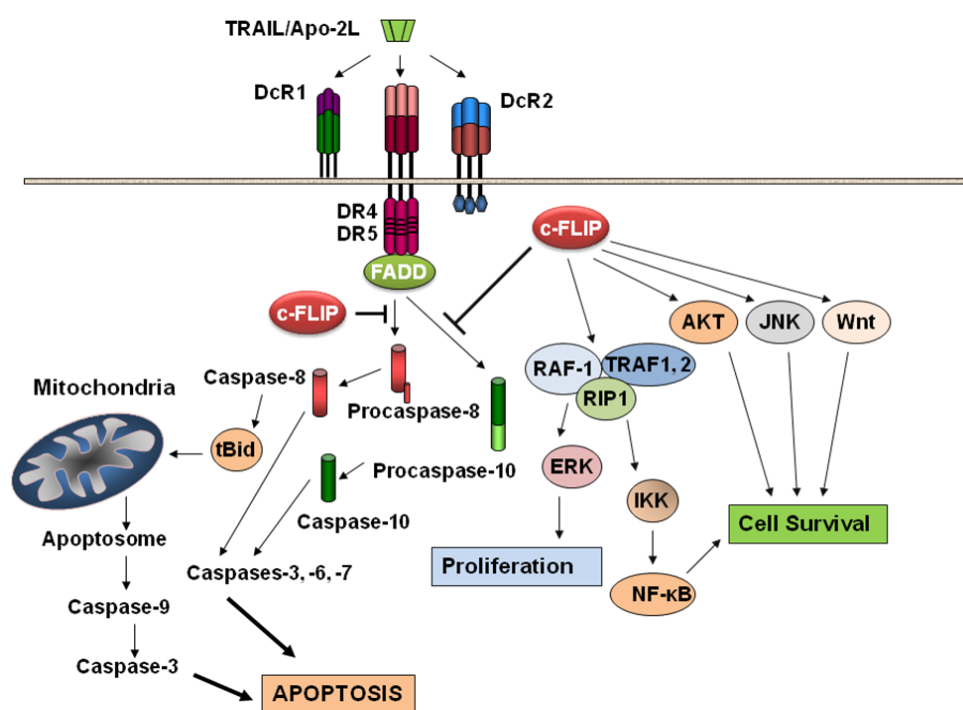 TRAIL/Apo-2L
DcR1
DcR2
DR4
DR5
FADD
c-FLIP
c-FLIP
AKT
JNK
Wnt
RAF-1
TRAF1, 2
RIP1
Caspase-8
Procaspase-8
Mitochondria
tBid
Procaspase-10
Caspase-10
ERK
IKK
Cell Survival
Apoptosome
Caspases-3, -6, -7
Proliferation
NF-κB
Caspase-9
Caspase-3
APOPTOSIS